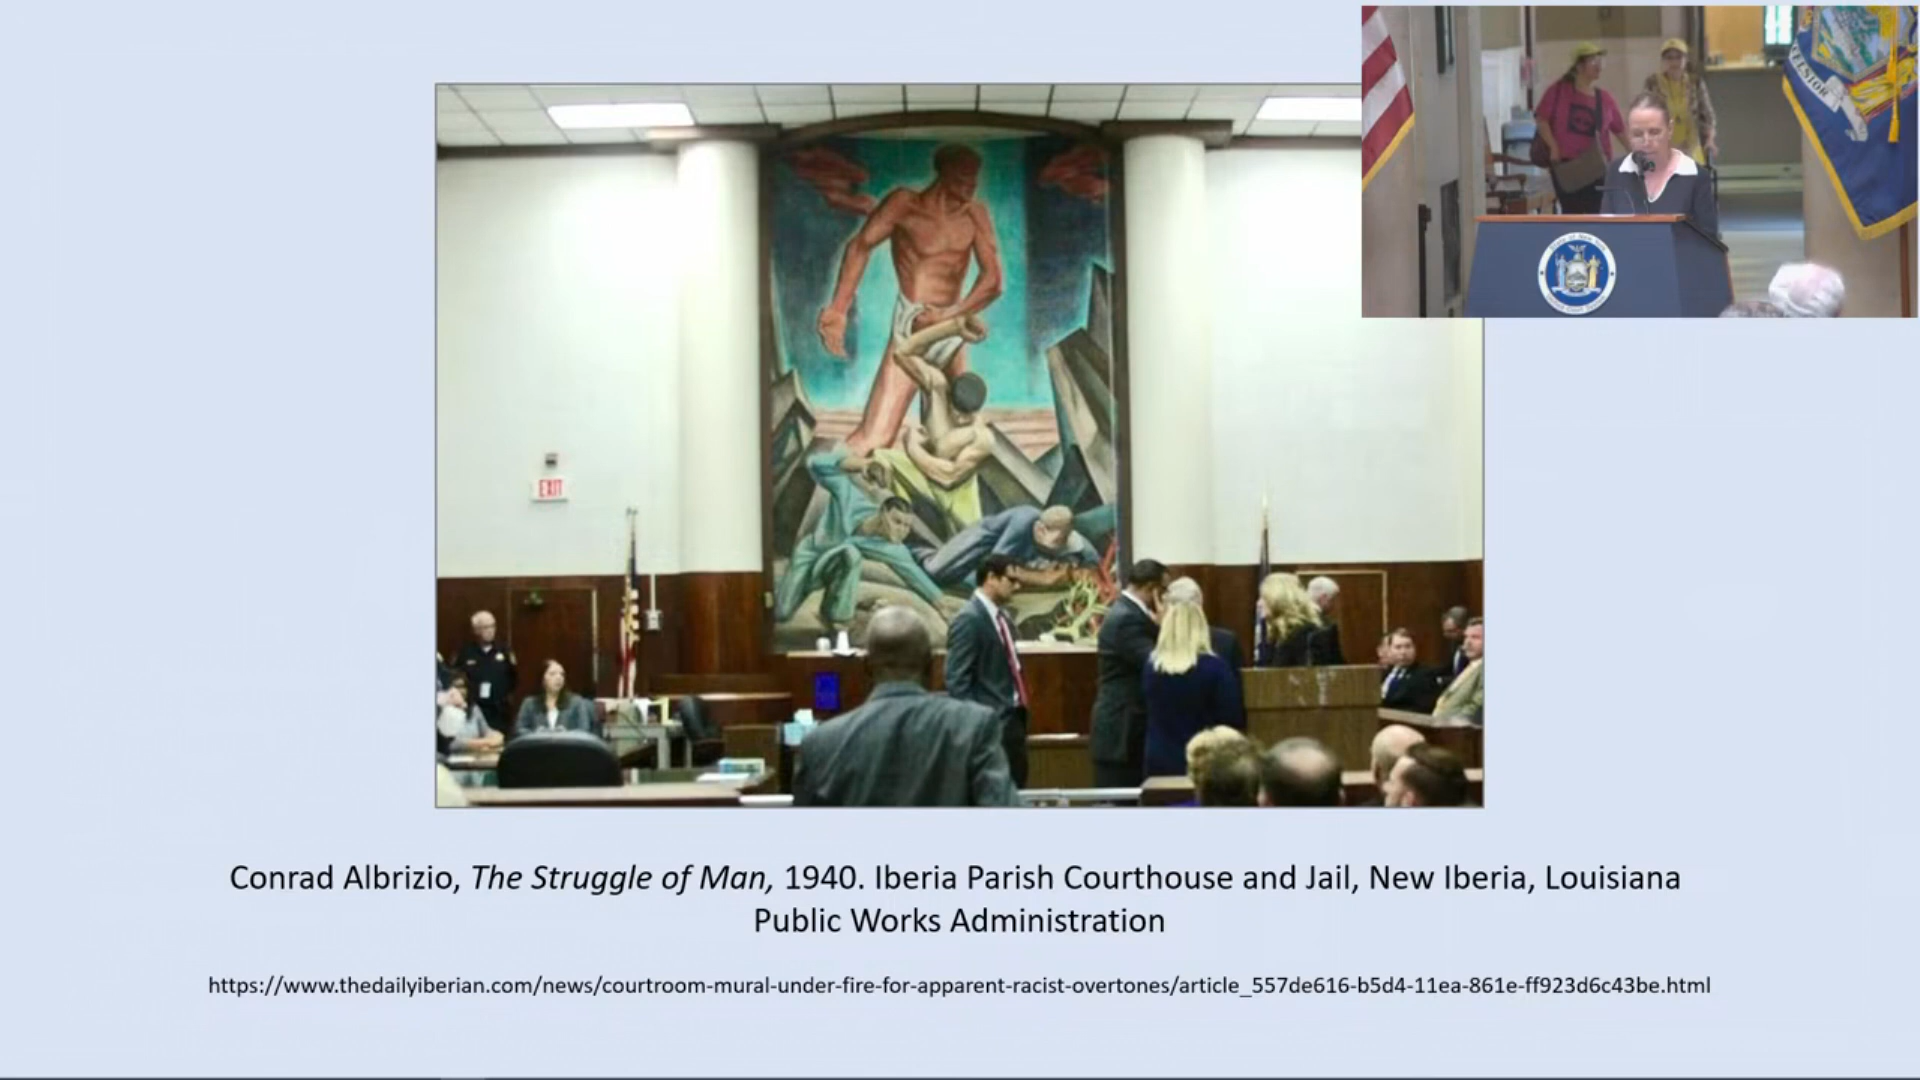 EXCELSIOR
EXIT
Conrad Albrizio, The Struggle of Man, 1940. Iberia Parish Courthouse and Jail, New Iberia, Louisiana
Public Works Administration
https://www.thedailyiberian.com/news/courtroom-mural-under-fire-for-apparent-racist-overtones/article_557de616-b5d4-11ea-861e-ff923d6c43be.html